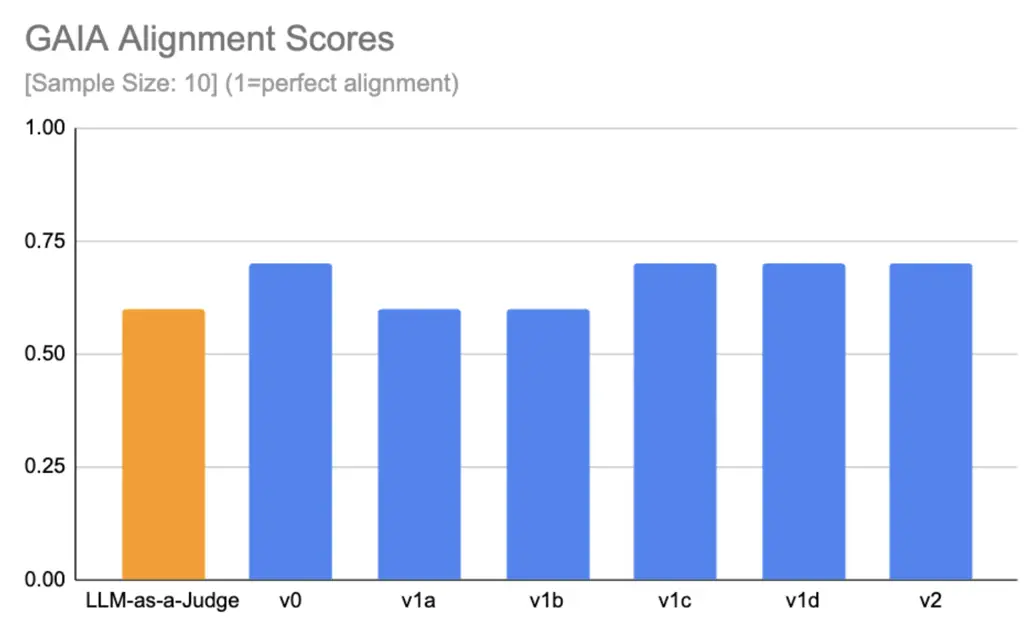 GAIA Alignment Scores
[Sample Size: 10] (1=perfect alignment)
1.00
0.75
0.50
0.25
0.00
LLM-as-a-Judge v0 v1a v1b v1c v1d v2